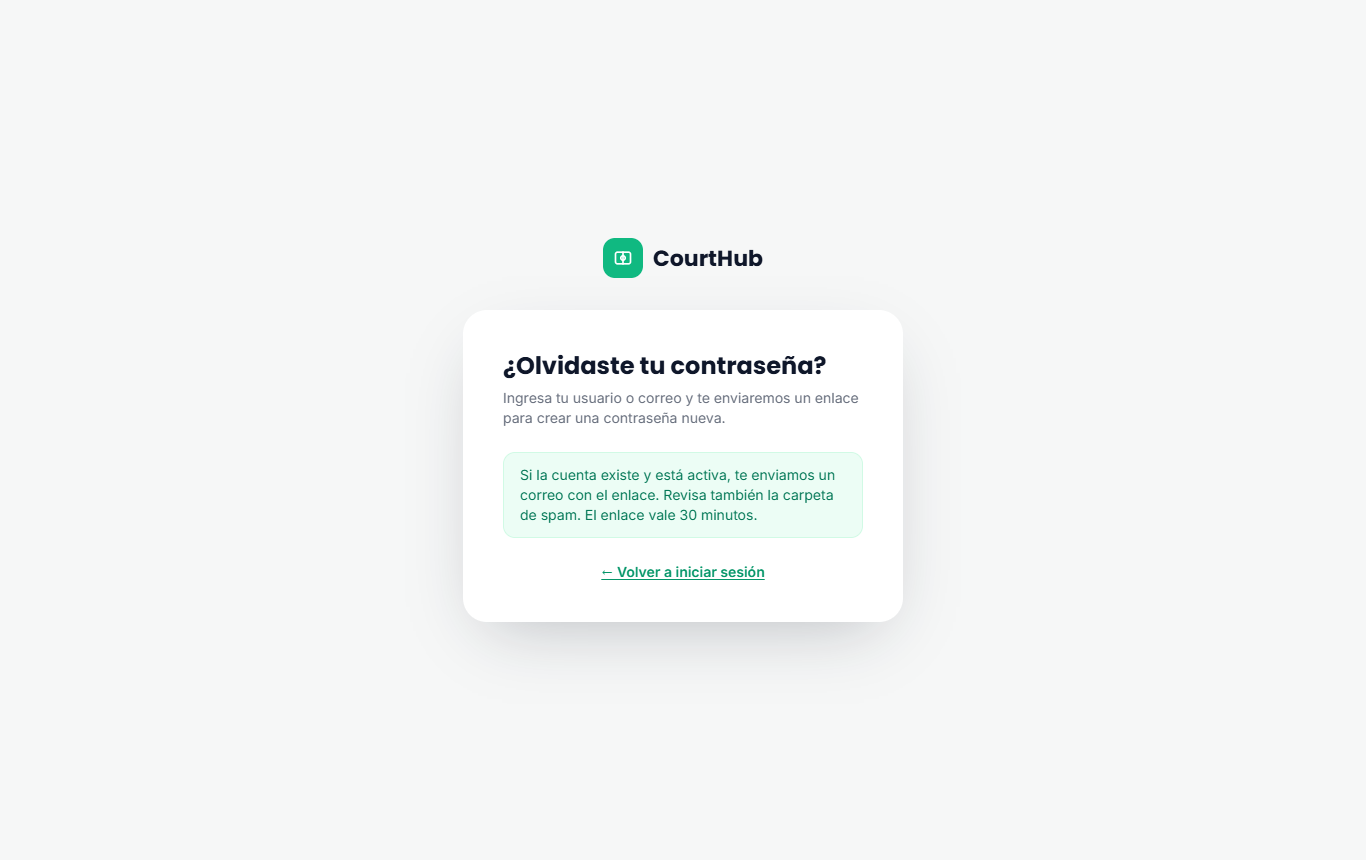 CourtHub
¿Olvidaste tu contraseña?
Ingresa tu usuario o correo y te enviaremos un enlace
para crear una contraseña nueva.
Si la cuenta existe y está activa, te enviamos un
correo con el enlace. Revisa también la carpeta
de spam. El enlace vale 30 minutos.
← Volver a iniciar sesión